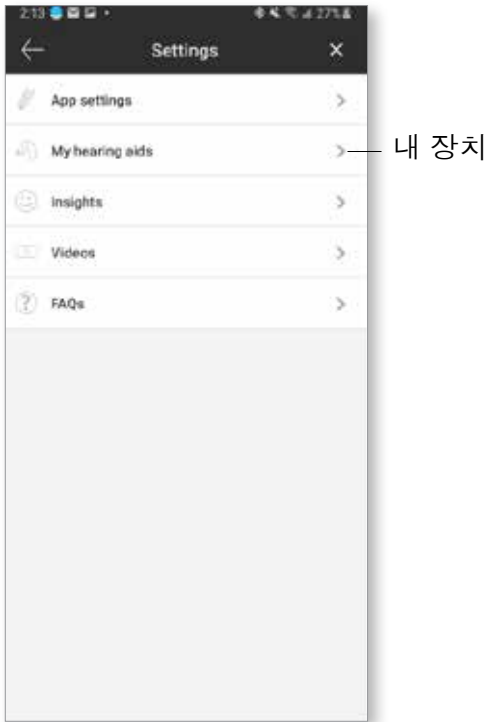 2:13
27%
Settings
App settings
My hearing aids
내 장치
Insights
Videos
FAQs